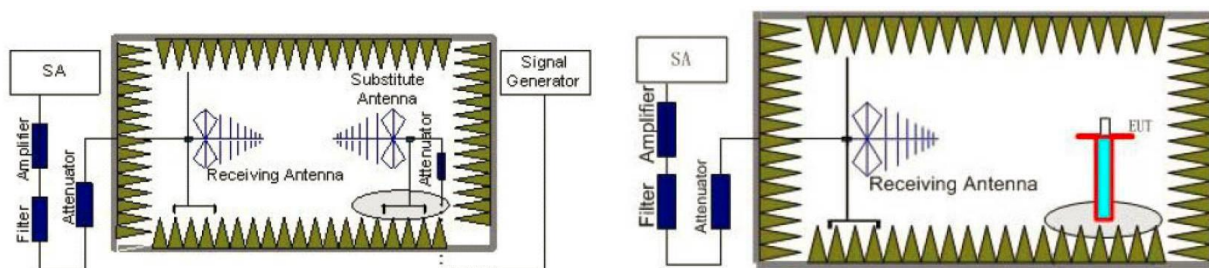 SA
Amplifier
Filter
Attenuator
Receiving Antenna
Substitute
Antenna
Attenuator
Signal
Generator
SA
Amplifier
Filter
Attenuator
Receiving Antenna
EUT